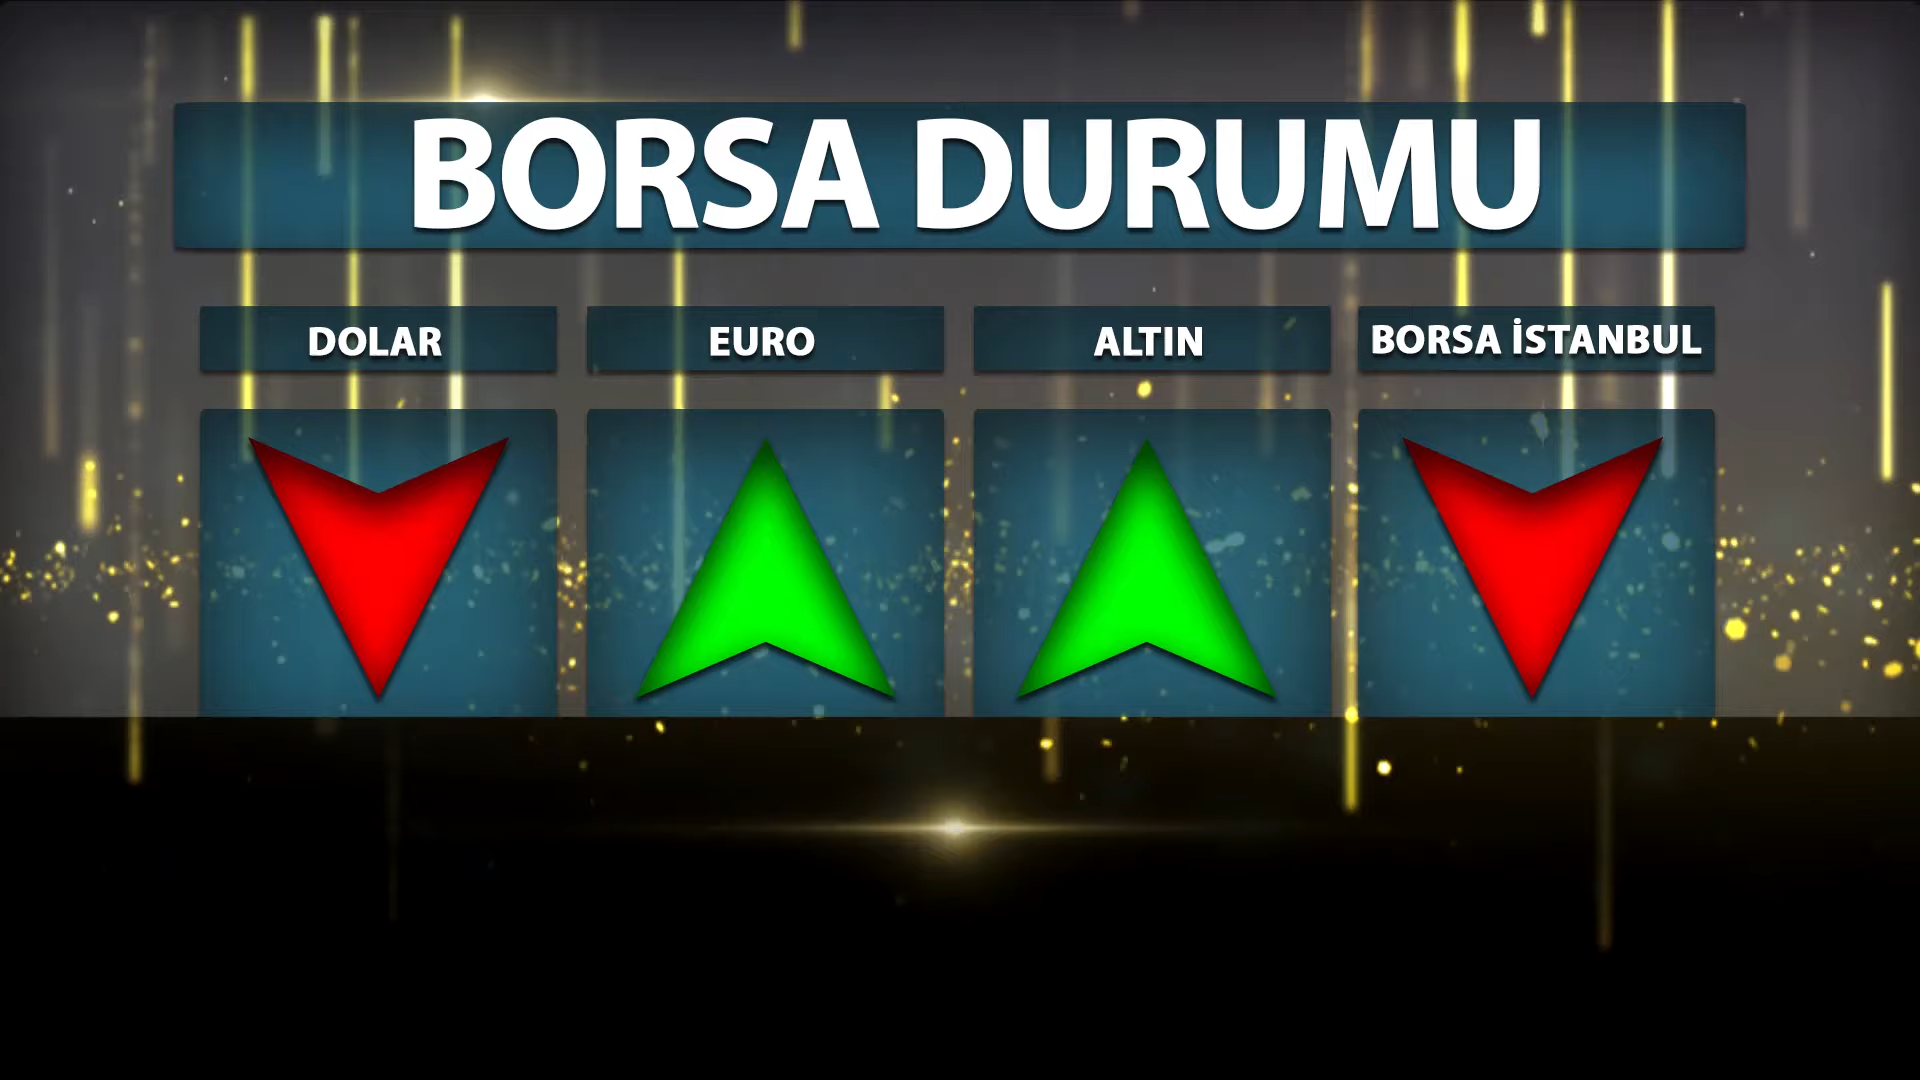 BORSA DURUMU
DOLAR
EURO
ALTIN
BORSA İSTANBUL